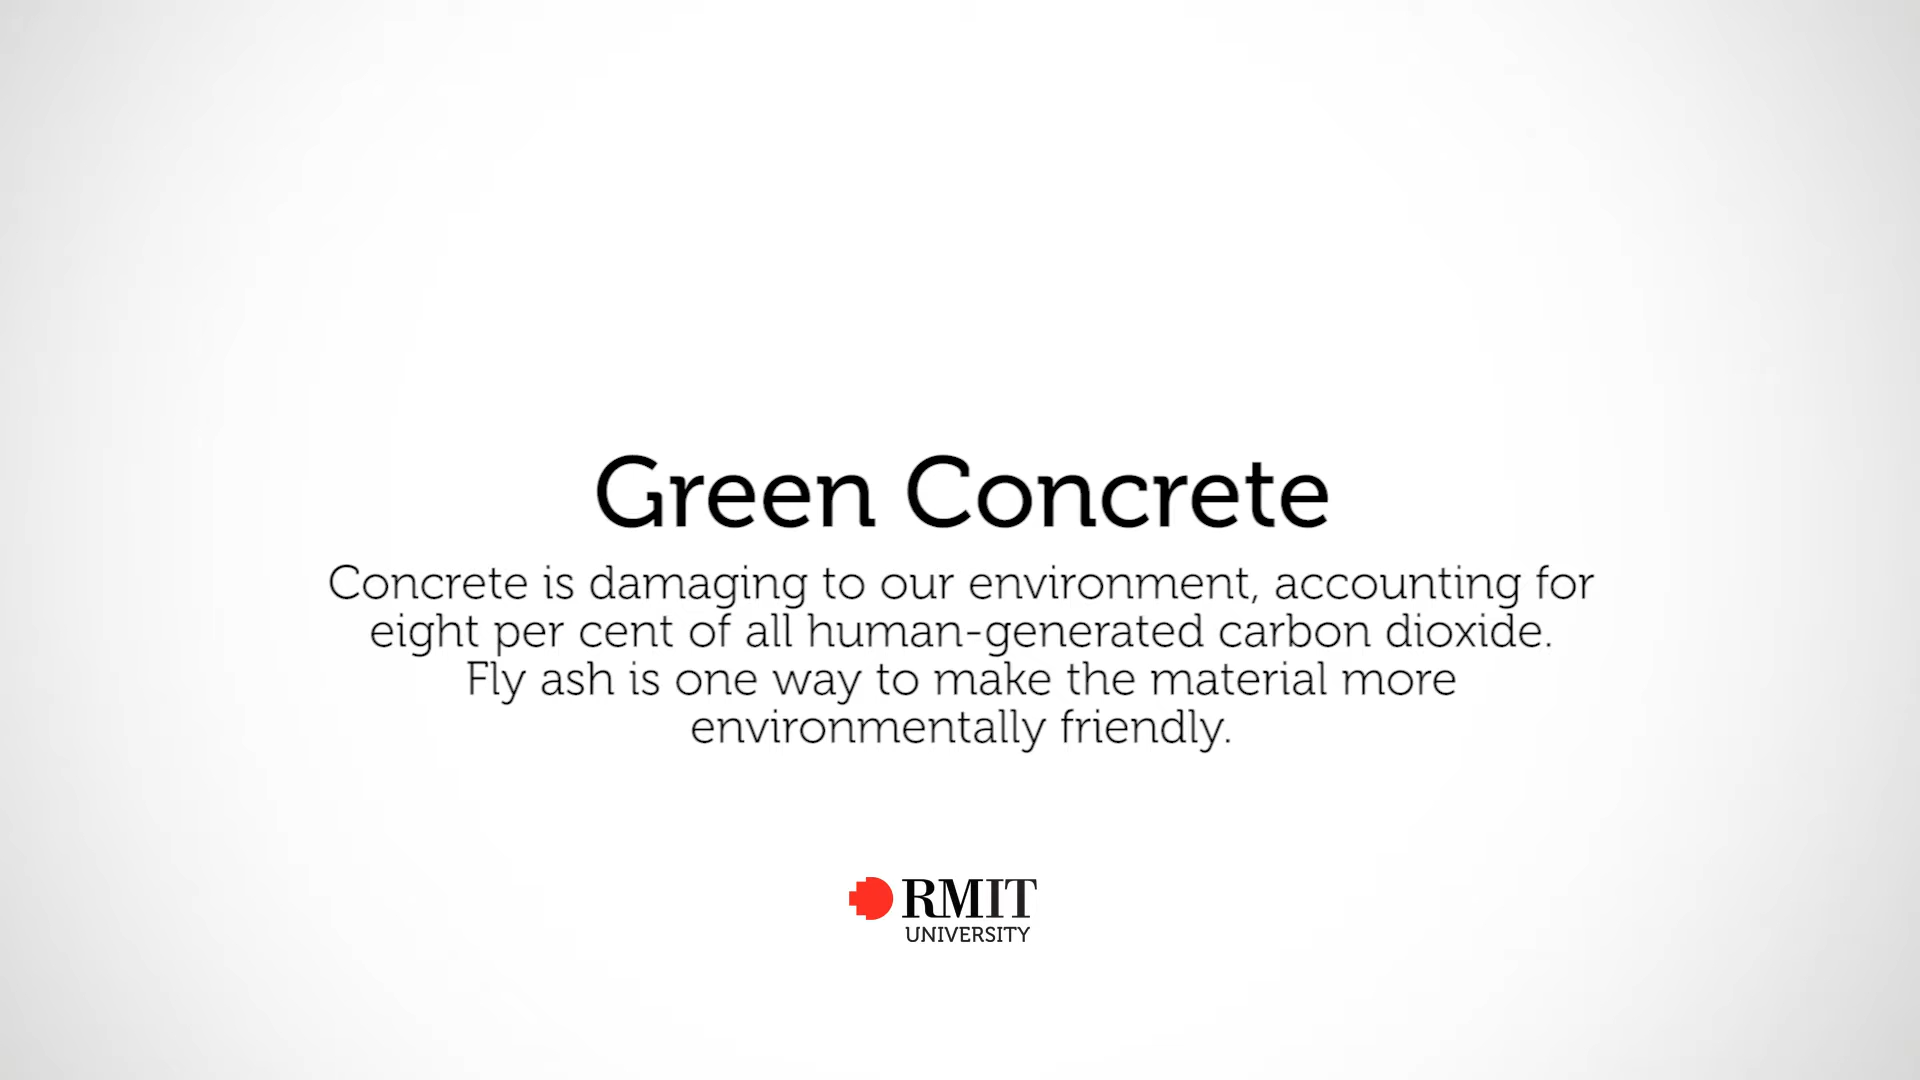 Green Concrete
Concrete is damaging to our environment, accounting for
eight per cent of all human-generated carbon dioxide.
Fly ash is one way to make the material more
environmentally friendly.
RMIT
UNIVERSITY